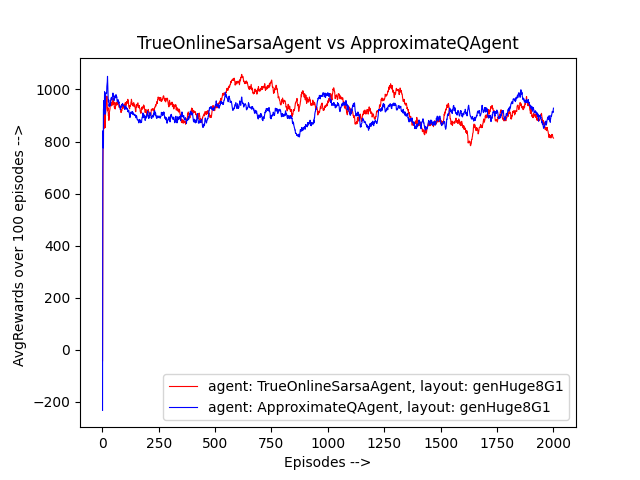 TrueOnlineSarsaAgent vs ApproximateQAgent
AvgRewards over 100 episodes -->
1000
800
600
400
200
0
−200
agent: TrueOnlineSarsaAgent, layout: genHuge8G1
agent: ApproximateQAgent, layout: genHuge8G1
0 250 500 750 1000 1250 1500 1750 2000
Episodes -->